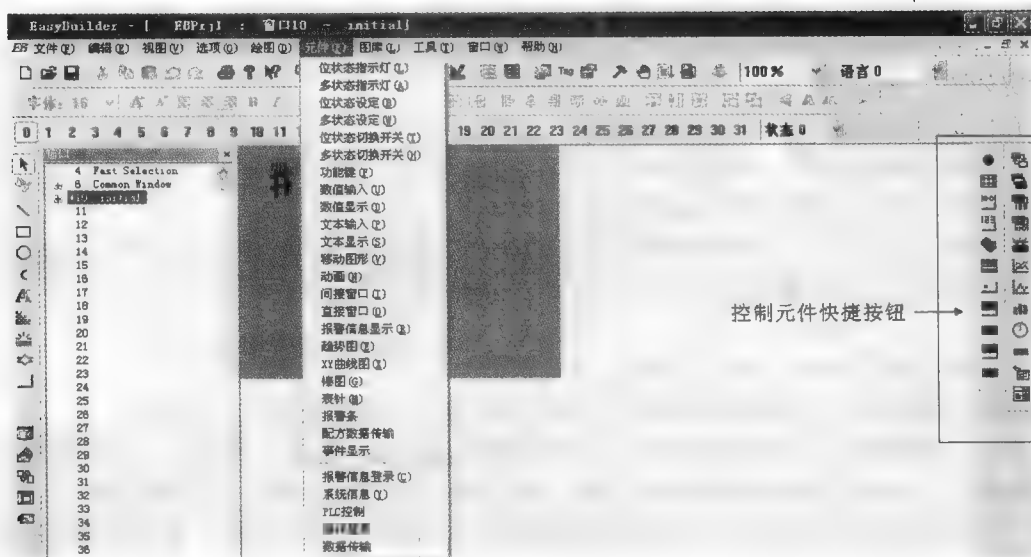 EasyBuilder - [ EBPrj1 : 窗口10 ~ initial]
EB 文件(F) 编辑(E) 视图(V) 选项(O) 绘图(D) 元件(P) 图库(L) 工具(T) 窗口(W) 帮助(H)
Tag 100 % 语言 0
字体: 16 A A B I
0 1 2 3 4 5 6 7 8 9 10 11 19 20 21 22 23 24 25 26 27 28 29 30 31 状态 0
4 Fast Selection
6 Common Window
11
12
13
14
15
16
17
18
19
20
21
22
23
24
25
26
27
28
29
30
31
32
33
34
35
36
位状态指示灯(L)
多状态指示灯(A)
位状态设定(B)
多状态设定(W)
位状态切换开关(T)
多状态切换开关(H)
功能键(F)
数值输入(U)
数值显示(Q)
文本输入(P)
文本显示(S)
移动图形(V)
动画(N)
间接窗口(I)
直接窗口(D)
报警信息显示(R)
趋势图(Z)
XY曲线图(X)
棒图(G)
表针(M)
报警条
配方数据传输
事件显示
报警信息登录(C)
系统信息(Y)
PLC控制
数据传输
控制元件快捷按钮